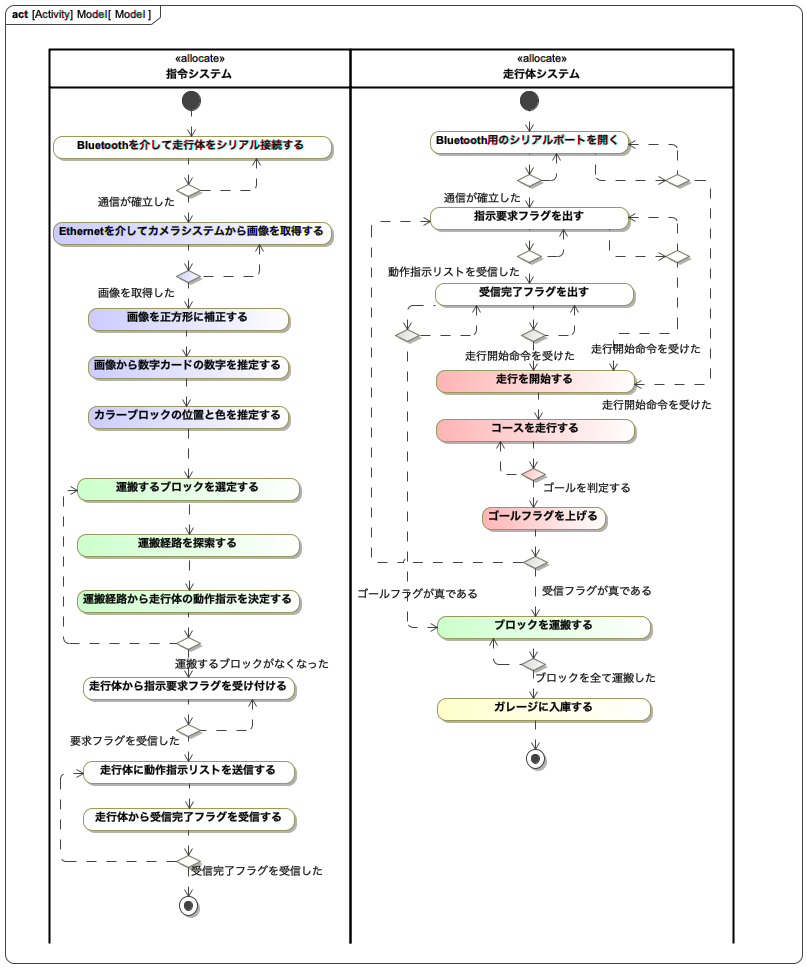 act [Activity] Model[ Model ]
«allocate»
指令システム
Bluetoothを介して走行体をシリアル接続する
通信が確立した
Ethernetを介してカメラシステムから画像を取得する
画像を取得した
画像を正方形に補正する
画像から数字カードの数字を推定する
カラーブロックの位置と色を推定する
運搬するブロックを選定する
運搬経路を探索する
運搬経路から走行体の動作指示を決定する
運搬するブロックがなくなった
走行体から指示要求フラグを受け付ける
要求フラグを受信した
走行体に動作指示リストを送信する
走行体から受信完了フラグを受信する
受信完了フラグを受信した
«allocate»
走行体システム
Bluetooth用のシリアルポートを開く
通信が確立した
指示要求フラグを出す
動作指示リストを受信した
受信完了フラグを出す
走行開始命令を受けた
走行開始命令を受けた
走行を開始する
走行開始命令を受けた
コースを走行する
ゴールを判定する
ゴールフラグを上げる
ゴールフラグが真である
受信フラグが真である
ブロックを運搬する
ブロックを全て運搬した
ガレージに入庫する